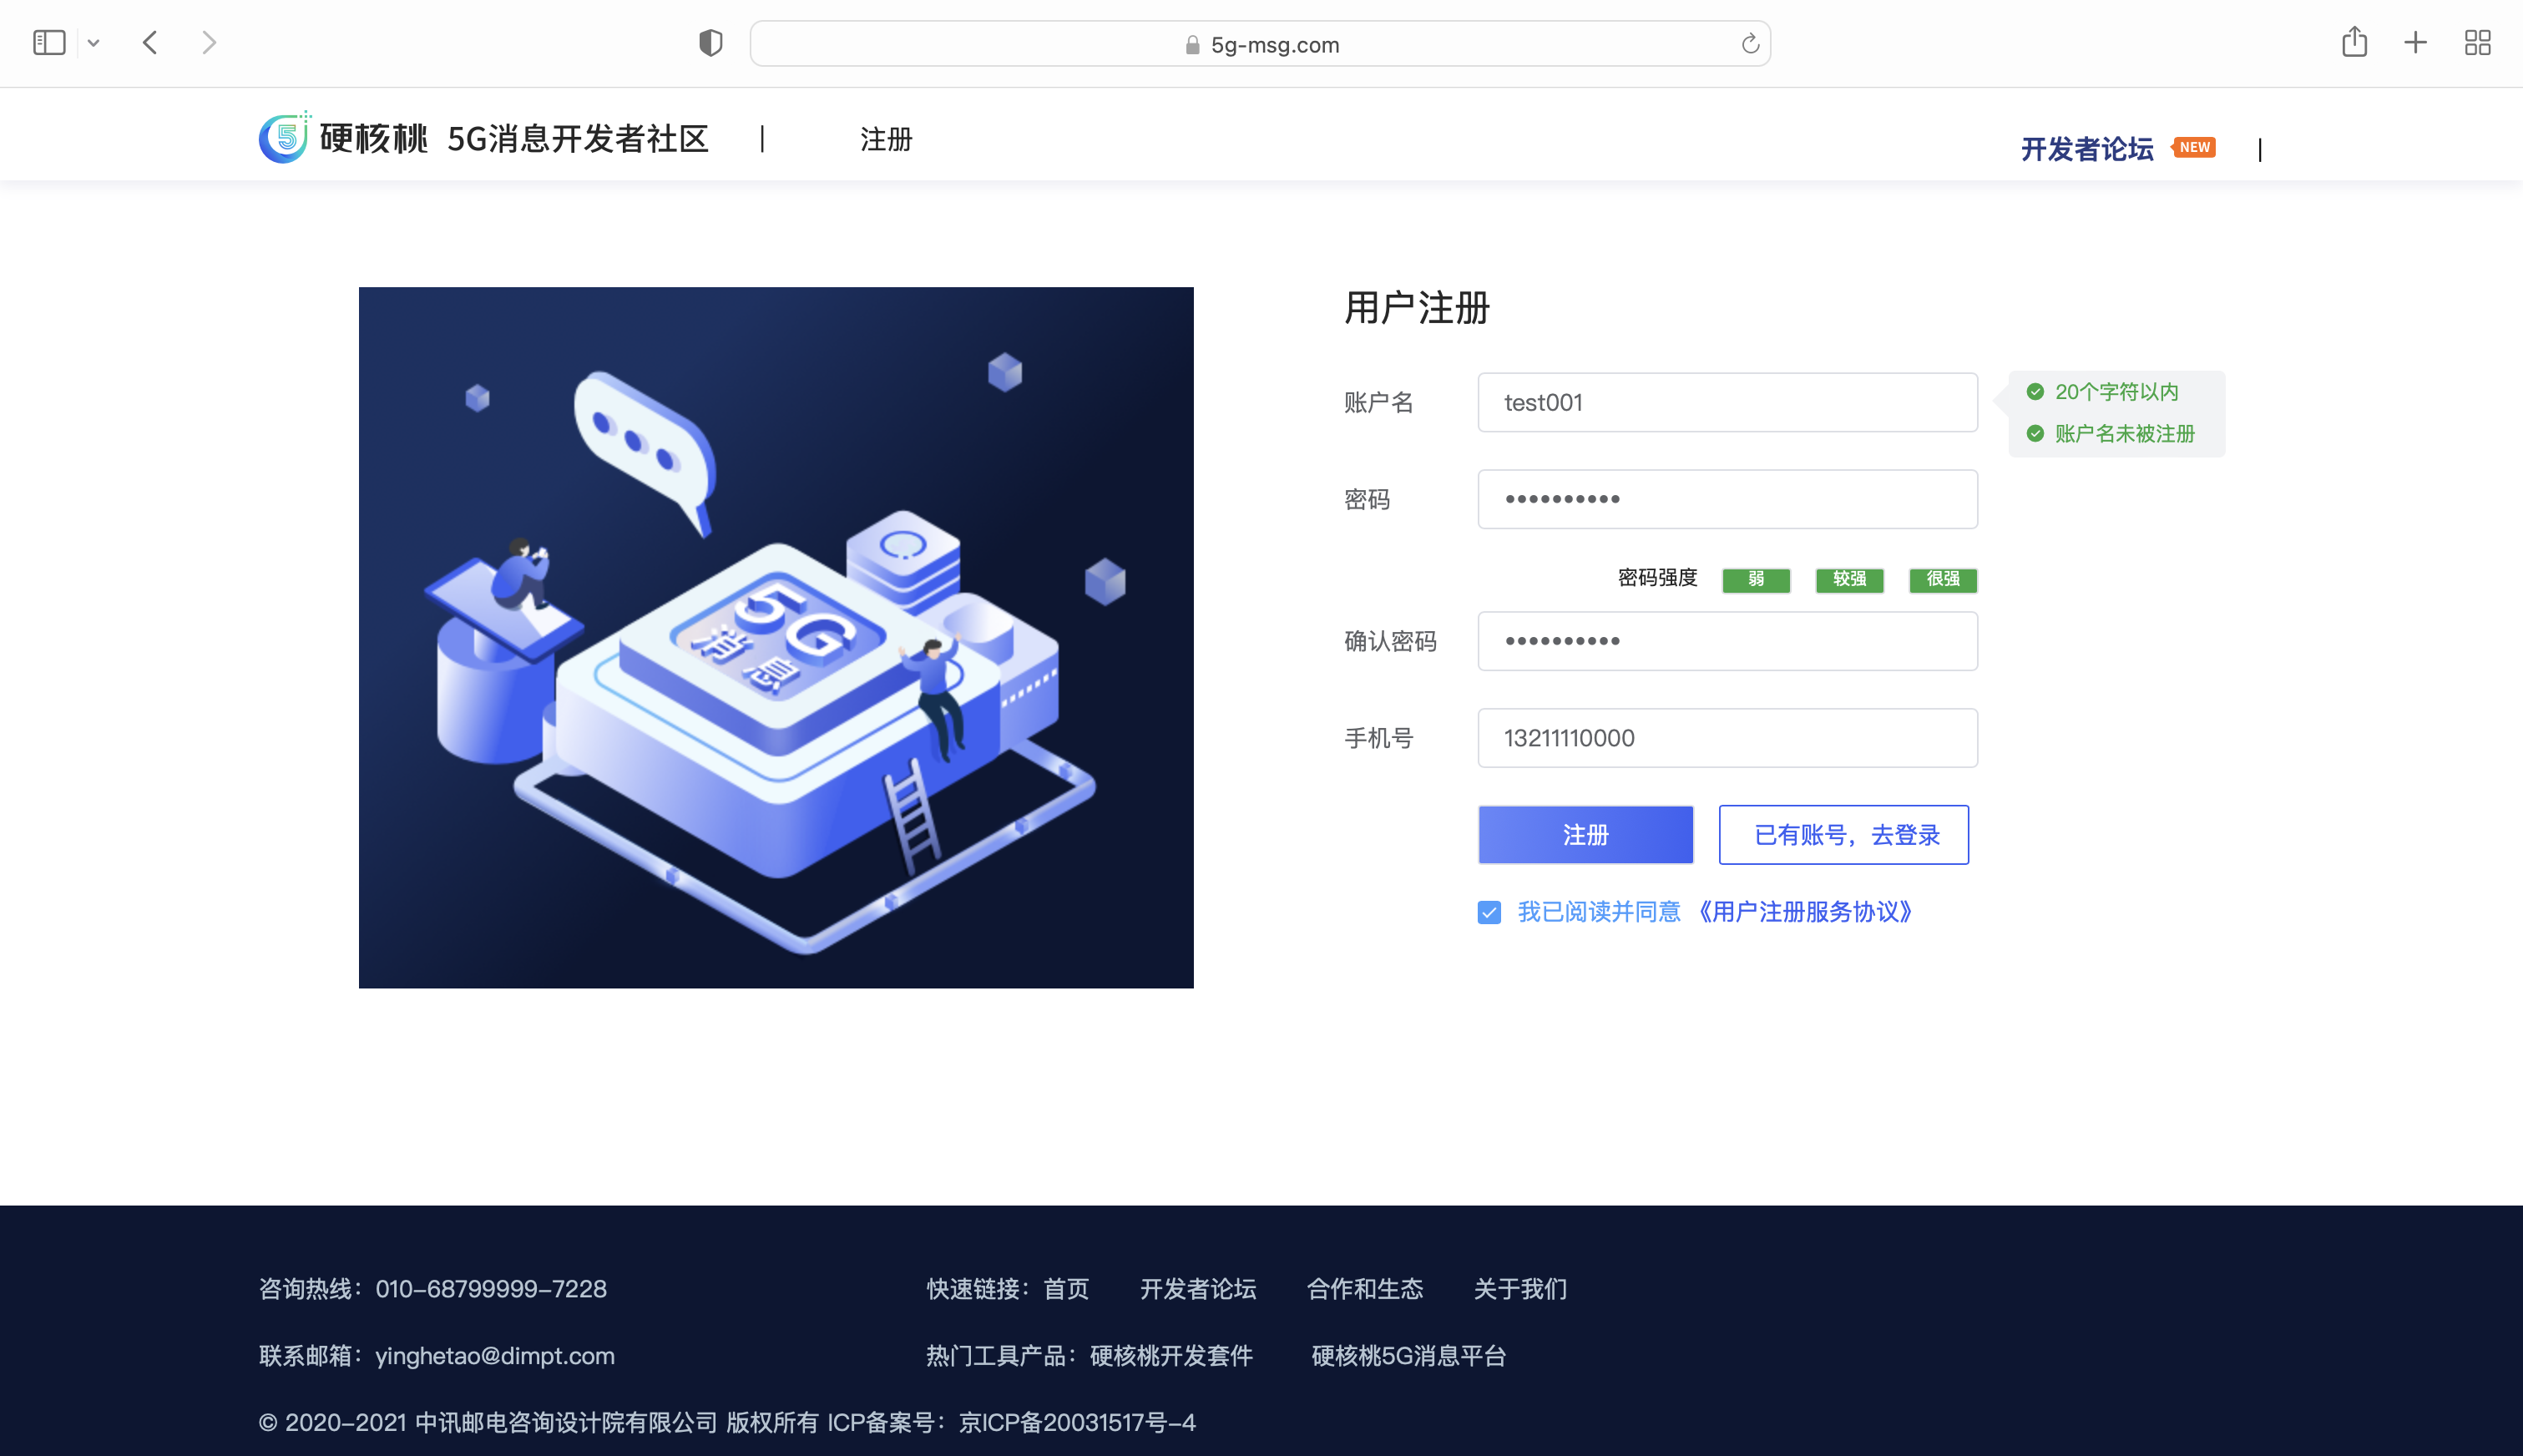 5g-msg.com
硬核桃 5G消息开发者社区 | 注册
开发者论坛 NEW |
用户注册
账户名 test001
20个字符以内
账户名未被注册
密码 ••••••••••
密码强度 弱 较强 很强
确认密码 ••••••••••
手机号 13211110000
注册 已有账号，去登录
我已阅读并同意 《用户注册服务协议》
5G
消息
咨询热线：010-68799999-7228
快速链接：首页 开发者论坛 合作和生态 关于我们
联系邮箱：yinghetao@dimpt.com
热门工具产品：硬核桃开发套件 硬核桃5G消息平台
© 2020-2021 中讯邮电咨询设计院有限公司 版权所有 ICP备案号：京ICP备20031517号-4